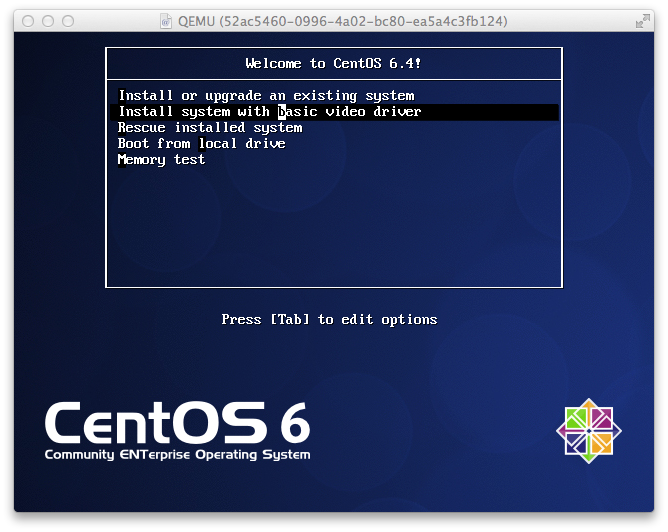 QEMU (52ac5460-0996-4a02-bc80-ea5a4c3fb124)
Welcome to CentOS 6.4!
Install or upgrade an existing system
Install system with basic video driver
Rescue installed system
Boot from local drive
Memory test
Press [Tab] to edit options
CentOS 6
Community ENTerprise Operating System